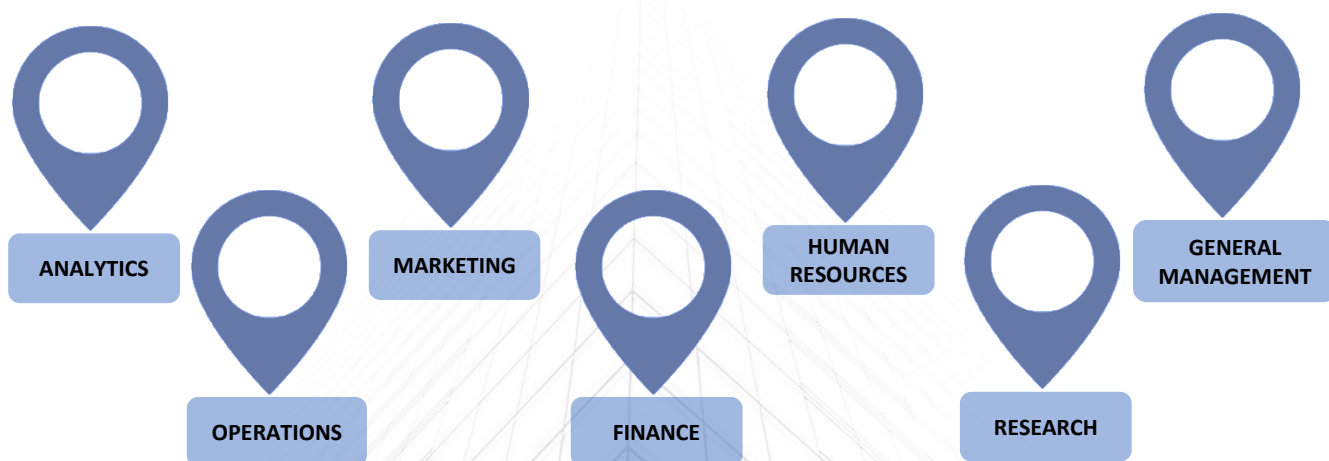 ANALYTICS
OPERATIONS
MARKETING
FINANCE
HUMAN
RESOURCES
RESEARCH
GENERAL
MANAGEMENT